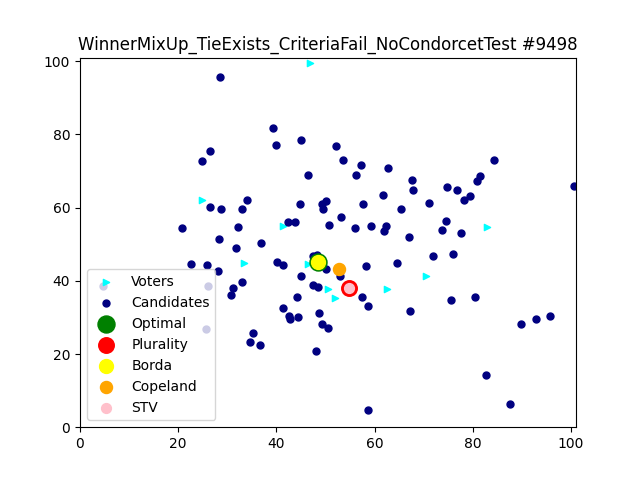 WinnerMixUp_TieExists_CriteriaFail_NoCondorcetTest #9498
100
80
60
40
20
0
Voters
Candidates
Optimal
Plurality
Borda
Copeland
STV
0 20 40 60 80 100